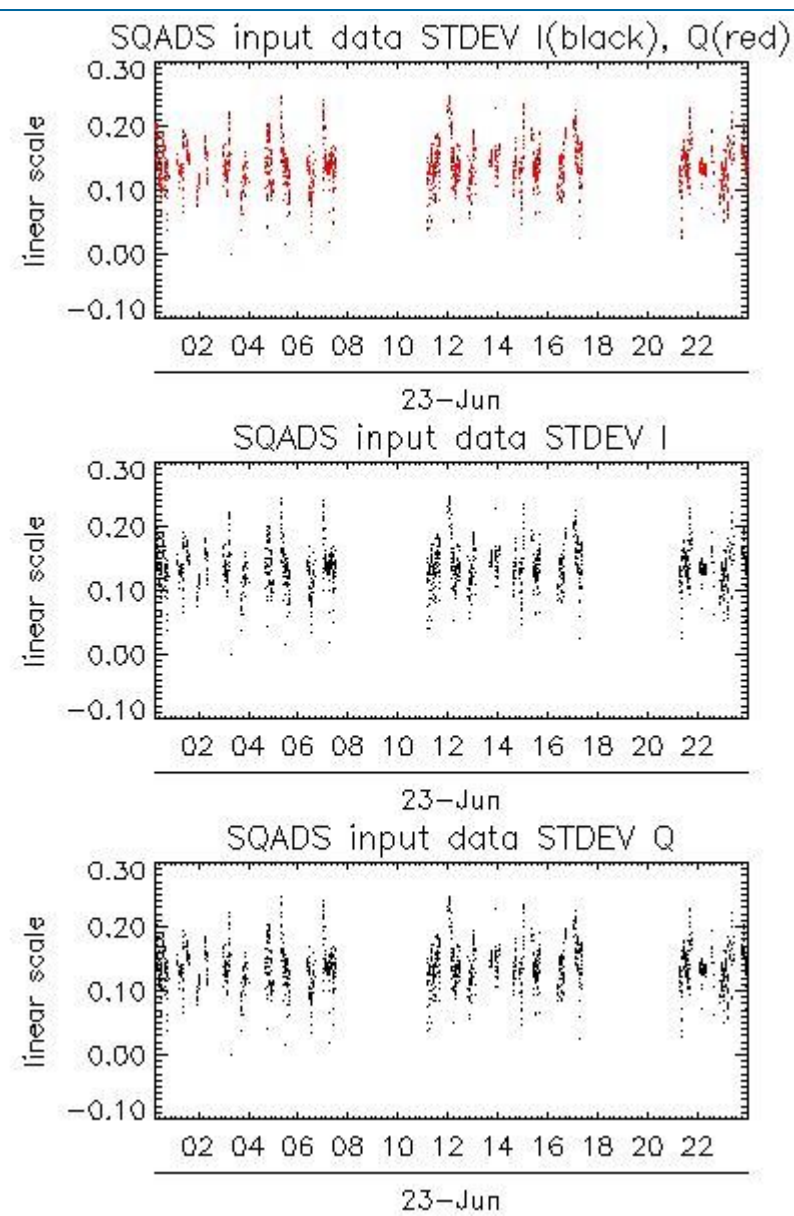 SQADS input data STDEV I(black), Q(red)
0.30
0.20
0.10
0.00
-0.10
linear scale
02 04 06 08 10 12 14 16 18 20 22
23-Jun
SQADS input data STDEV I
0.30
0.20
0.10
0.00
-0.10
linear scale
02 04 06 08 10 12 14 16 18 20 22
23-Jun
SQADS input data STDEV Q
0.30
0.20
0.10
0.00
-0.10
linear scale
02 04 06 08 10 12 14 16 18 20 22
23-Jun